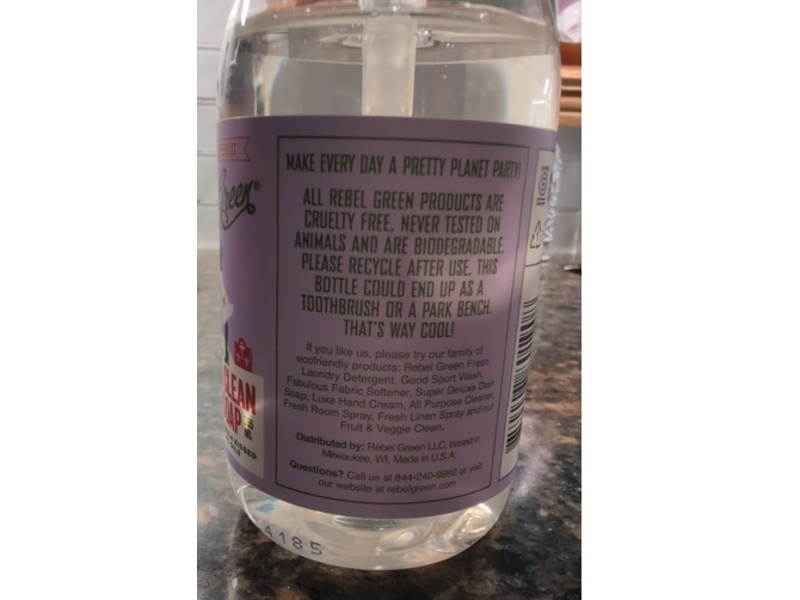 Green®
MAKE EVERY DAY A PRETTY PLANET PARTY!
ALL REBEL GREEN PRODUCTS ARE
CRUELTY FREE, NEVER TESTED ON
ANIMALS AND ARE BIODEGRADABLE.
PLEASE RECYCLE AFTER USE. THIS
BOTTLE COULD END UP AS A
TOOTHBRUSH OR A PARK BENCH.
THAT'S WAY COOL!
If you like us, please try our family of
ecofriendly products: Rebel Green Fresh
Laundry Detergent, Good Sport Wash,
Fabulous Fabric Softener, Super Deluxe Dish
Soap, Luxe Hand Cream, All Purpose Cleaner,
Fresh Room Spray, Fresh Linen Spray and our
Fruit & Veggie Clean.
Distributed by: Rebel Green LLC, based in
Milwaukee, WI. Made in U.S.A.
Questions? Call us at 844-240-9992 or visit
our website at rebelgreen.com
CLEAN
OAP
ML
4185